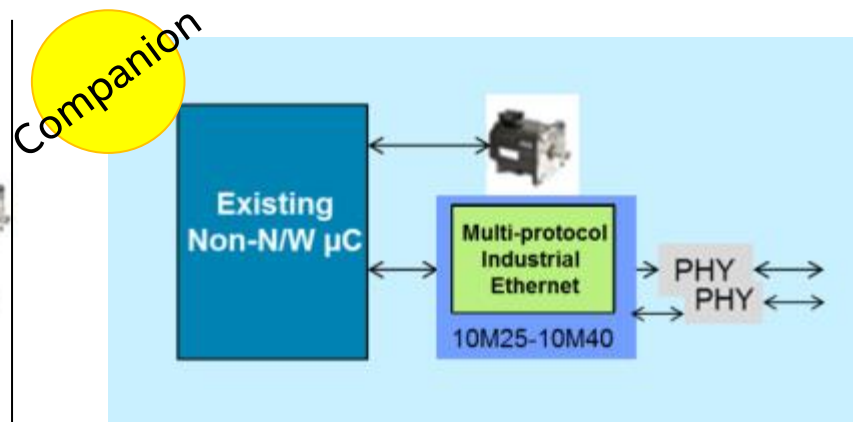 Companion
Existing
Non-N/W µC
Multi-protocol
Industrial
Ethernet
10M25-10M40
PHY
PHY